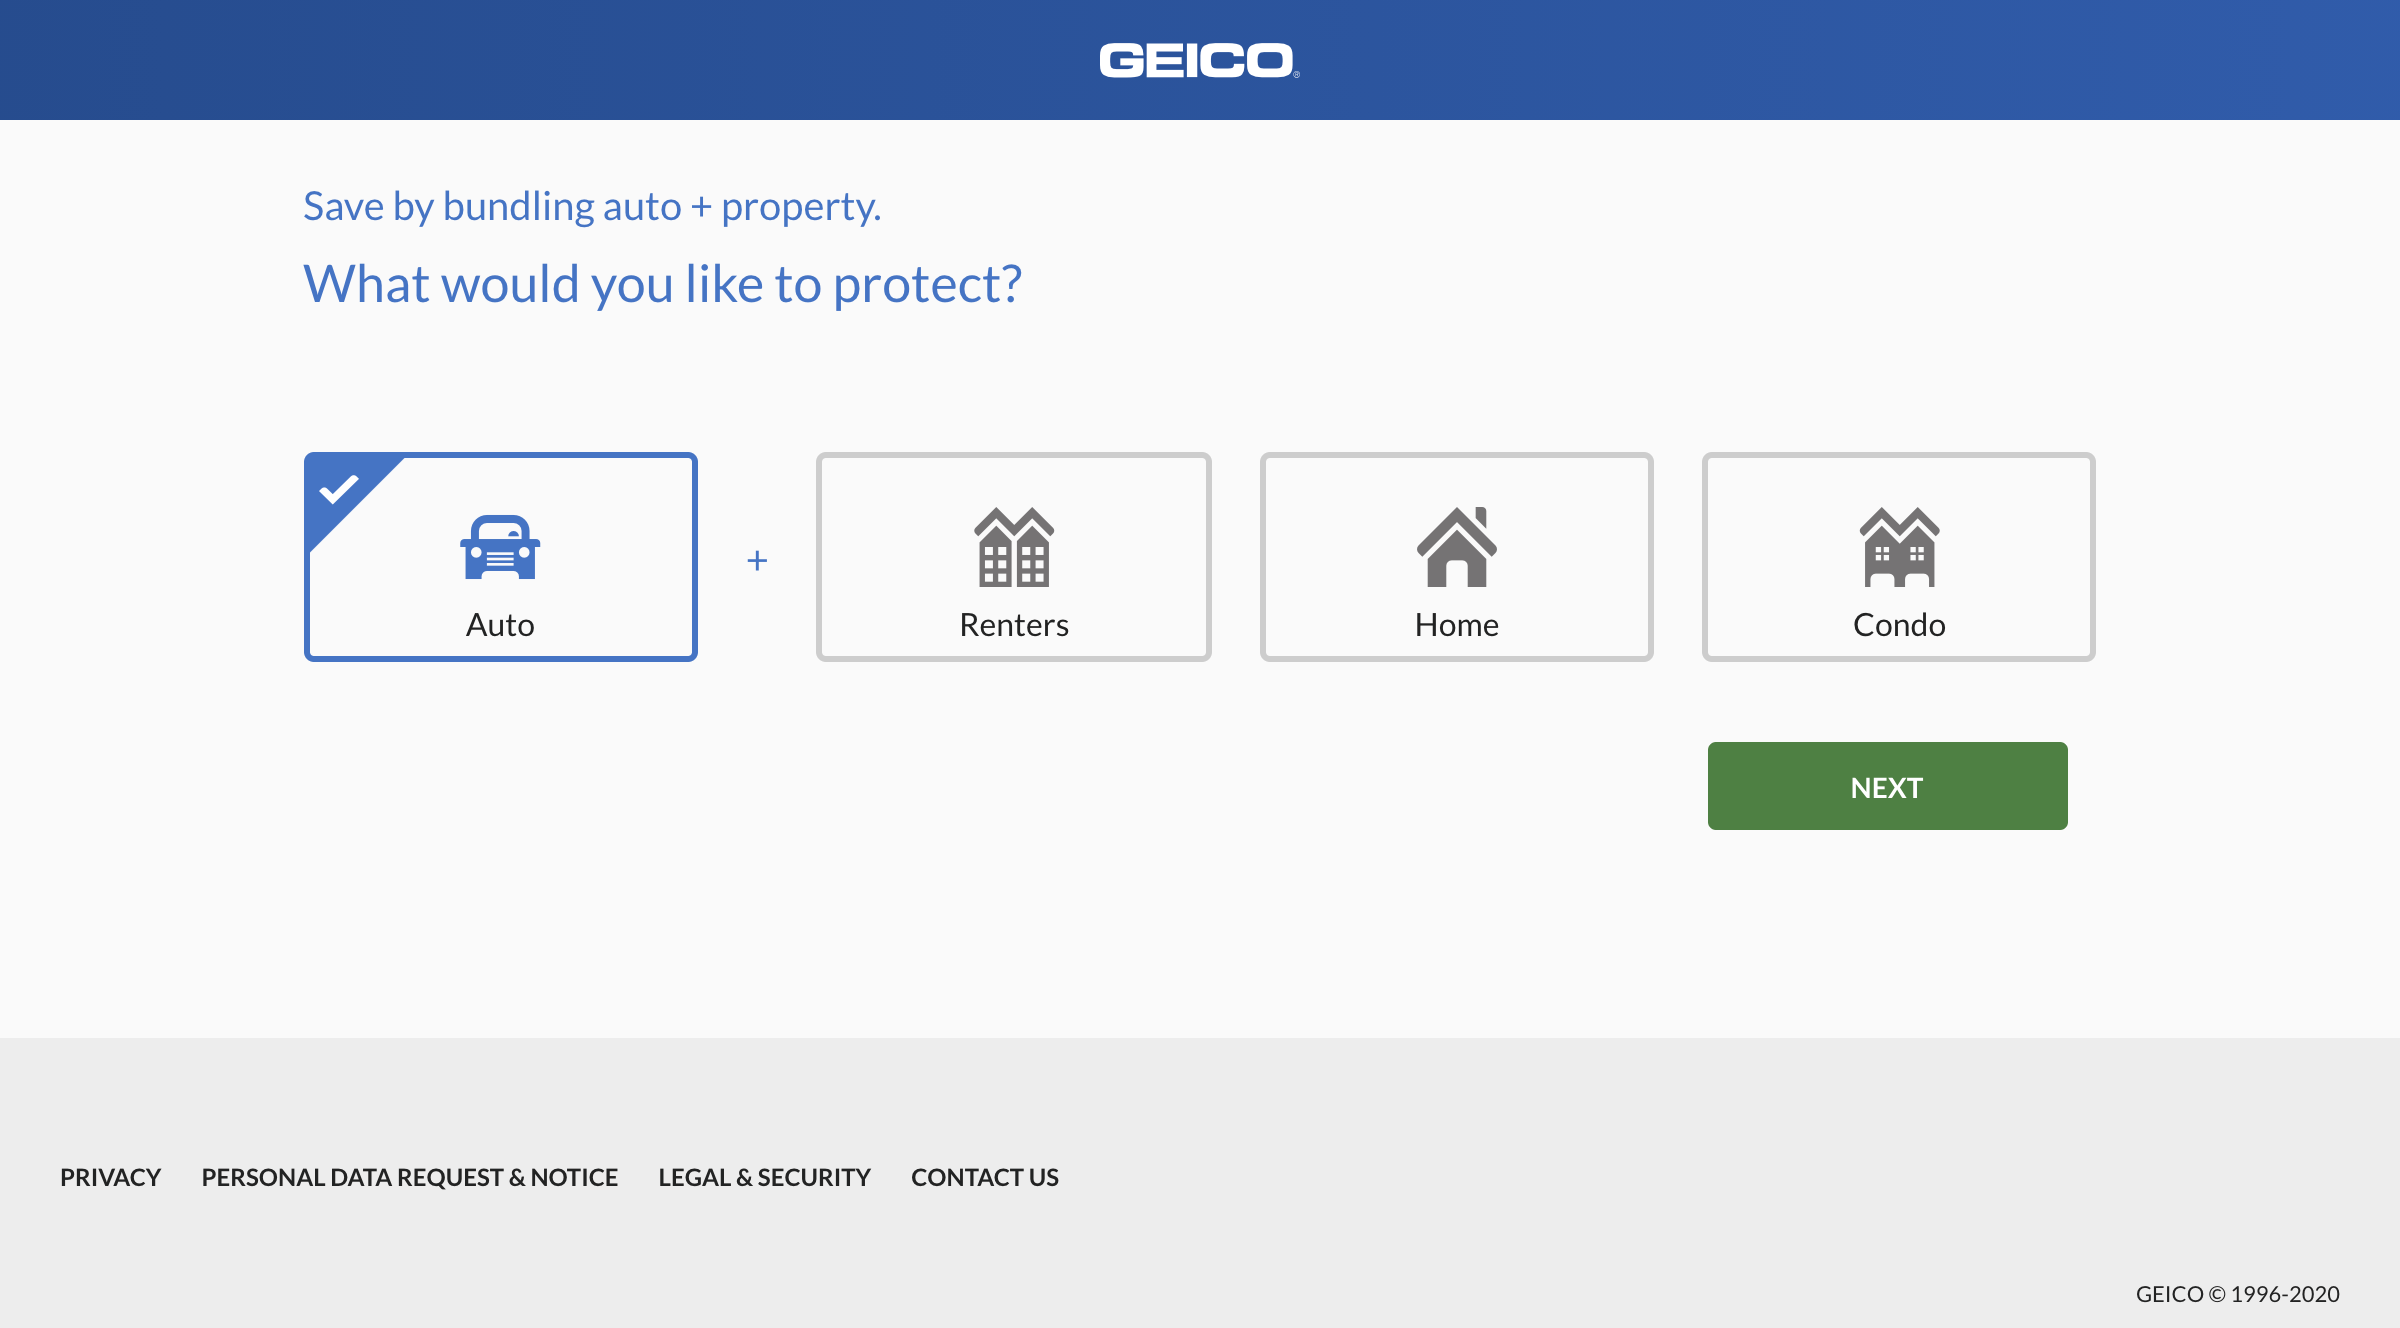 GEICO®
Save by bundling auto + property.
What would you like to protect?
Auto
+
Renters
Home
Condo
NEXT
PRIVACY PERSONAL DATA REQUEST & NOTICE LEGAL & SECURITY CONTACT US
GEICO © 1996-2020